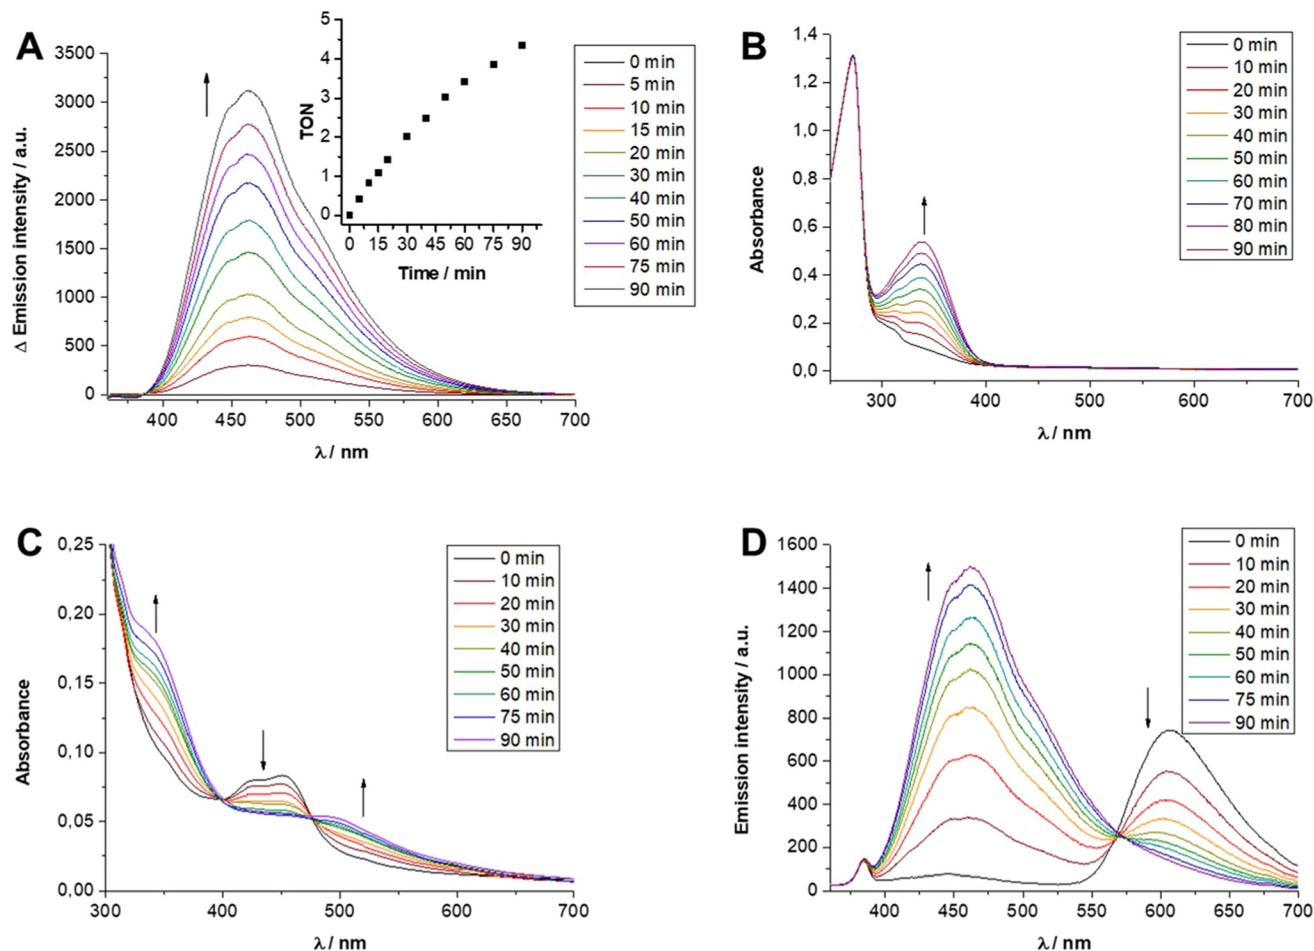 A
Δ Emission intensity / a.u.
3500
3000
2500
2000
1500
1000
500
0
400
450
500
550
600
650
700
λ / nm
TON
5
4
3
2
1
0
0
15
30
45
60
75
90
Time / min
0 min
5 min
10 min
15 min
20 min
30 min
40 min
50 min
60 min
75 min
90 min
B
Absorbance
1,4
1,2
1,0
0,8
0,6
0,4
0,2
0,0
300
400
500
600
700
λ / nm
0 min
10 min
20 min
30 min
40 min
50 min
60 min
70 min
80 min
90 min
C
Absorbance
0,25
0,20
0,15
0,10
0,05
0,00
300
400
500
600
700
λ / nm
0 min
10 min
20 min
30 min
40 min
50 min
60 min
75 min
90 min
D
Emission intensity / a.u.
1600
1400
1200
1000
800
600
400
200
0
400
450
500
550
600
650
700
λ / nm
0 min
10 min
20 min
30 min
40 min
50 min
60 min
75 min
90 min